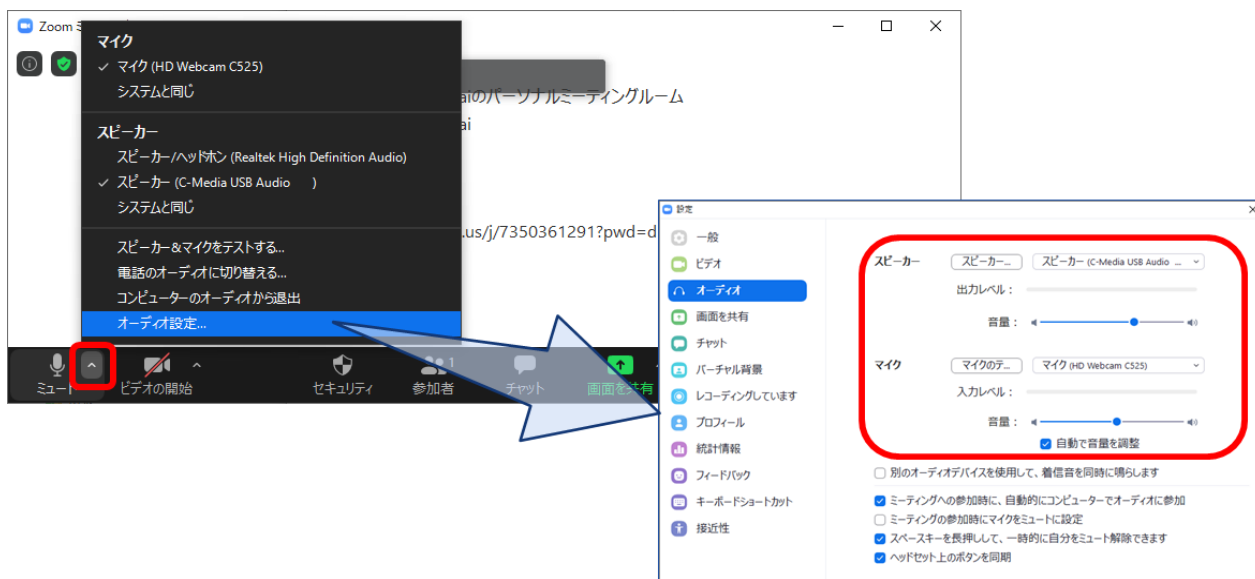 Zoom
マイク
マイク (HD Webcam C525)
システムと同じ
スピーカー
スピーカー/ヘッドホン (Realtek High Definition Audio)
スピーカー (C-Media USB Audio )
システムと同じ
スピーカー&マイクをテストする...
電話のオーディオに切り替える...
コンピューターのオーディオから退出
オーディオ設定...
aiのパーソナルミーティングルーム
ai
.us/j/7350361291?pwd=d
ミュート
ビデオの開始
セキュリティ
1
参加者
チャット
画面を共有
設定
一般
ビデオ
オーディオ
画面を共有
チャット
バーチャル背景
レコーディングしています
プロフィール
統計情報
フィードバック
キーボードショートカット
接近性
スピーカー スピーカー... スピーカー (C-Media USB Audio ...
出力レベル:
音量:
マイク マイクのテ... マイク (HD Webcam C525)
入力レベル:
音量:
自動で音量を調整
別のオーディオデバイスを使用して、着信音を同時に鳴らします
ミーティングへの参加時に、自動的にコンピューターでオーディオに参加
ミーティングの参加時にマイクをミュートに設定
スペースキーを長押しして、一時的に自分をミュート解除できます
ヘッドセット上のボタンを同期